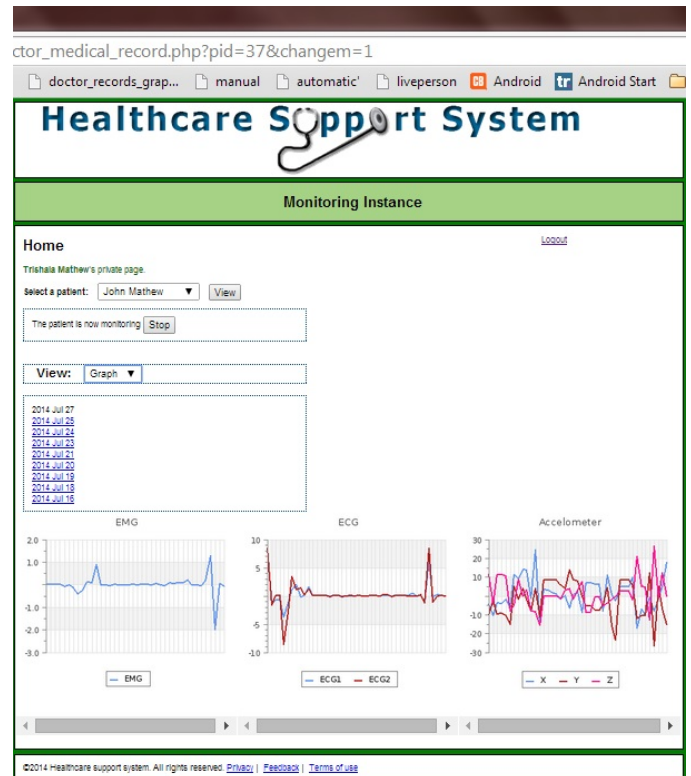 ctor_medical_record.php?pid=37&changem=1
doctor_records_grap... manual automatic' liveperson C8 Android tr Android Start
Healthcare Support System
Monitoring Instance
Home Logout
Trishala Mathew's private page.
Select a patient: John Mathew ▼ View
The patient is now monitoring Stop
View: Graph ▼
2014 Jul 27
2014 Jul 25
2014 Jul 24
2014 Jul 23
2014 Jul 21
2014 Jul 20
2014 Jul 19
2014 Jul 18
2014 Jul 16
EMG ECG Accelometer
2.0 10 30
1.0 5 20
10
-1.0 -5 -10
-2.0 -20
-3.0 -10 -30
EMG ECG1 ECG2 X Y Z
©2014 Healthcare support system. All rights reserved. Privacy | Feedback | Terms of use